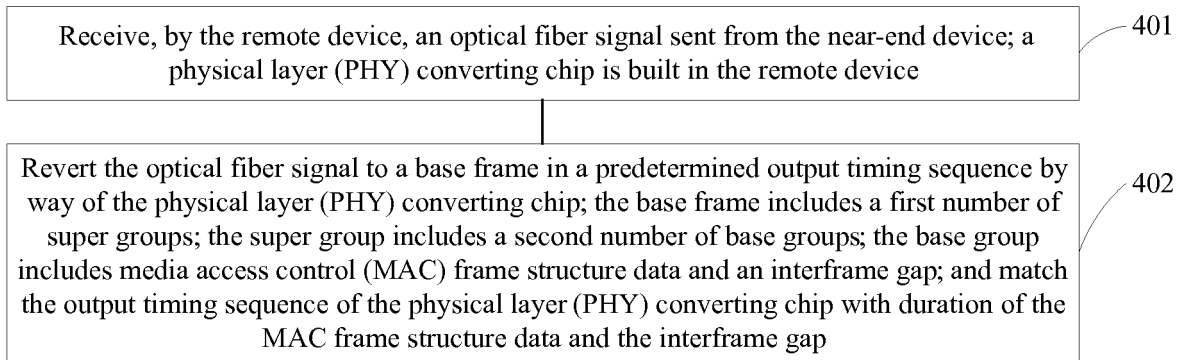 Receive, by the remote device, an optical fiber signal sent from the near-end device; a
physical layer (PHY) converting chip is built in the remote device
401
Revert the optical fiber signal to a base frame in a predetermined output timing sequence by
way of the physical layer (PHY) converting chip; the base frame includes a first number of
super groups; the super group includes a second number of base groups; the base group
includes media access control (MAC) frame structure data and an interframe gap; and match
the output timing sequence of the physical layer (PHY) converting chip with duration of the
MAC frame structure data and the interframe gap
402